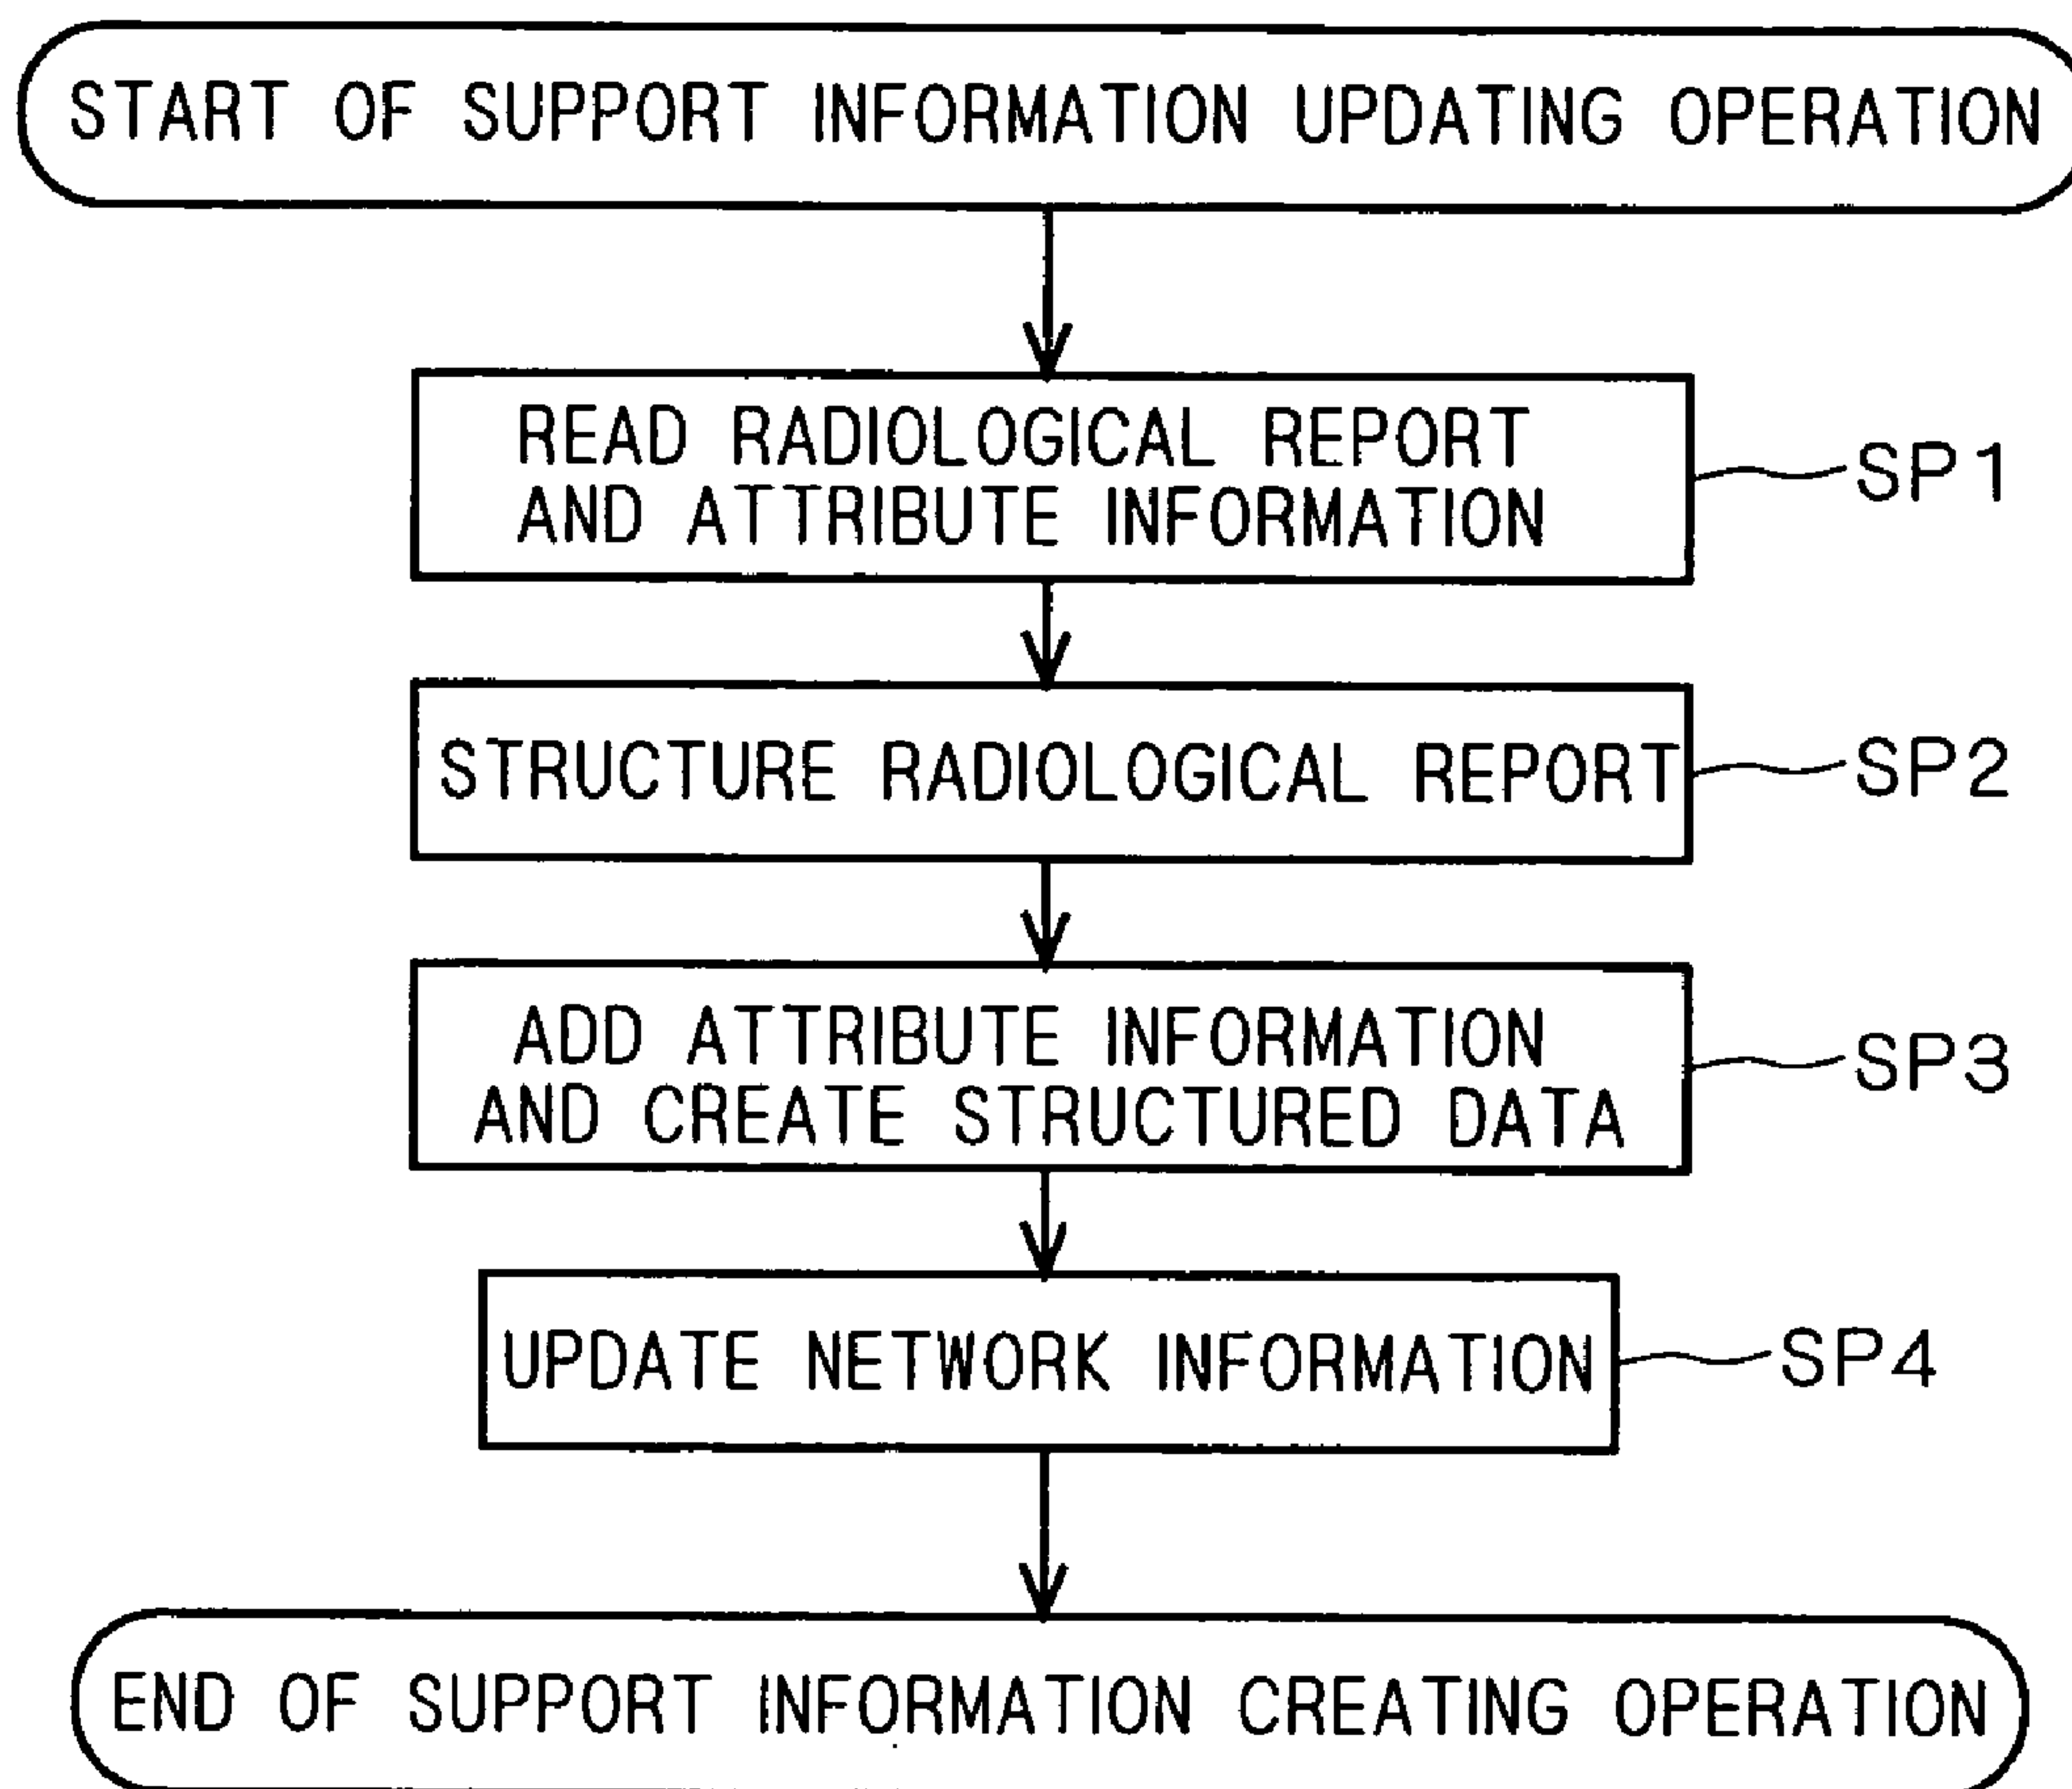 START OF SUPPORT INFORMATION UPDATING OPERATION
READ RADIOLOGICAL REPORT
AND ATTRIBUTE INFORMATION
SP1
STRUCTURE RADIOLOGICAL REPORT
SP2
ADD ATTRIBUTE INFORMATION
AND CREATE STRUCTURED DATA
SP3
UPDATE NETWORK INFORMATION
SP4
END OF SUPPORT INFORMATION CREATING OPERATION